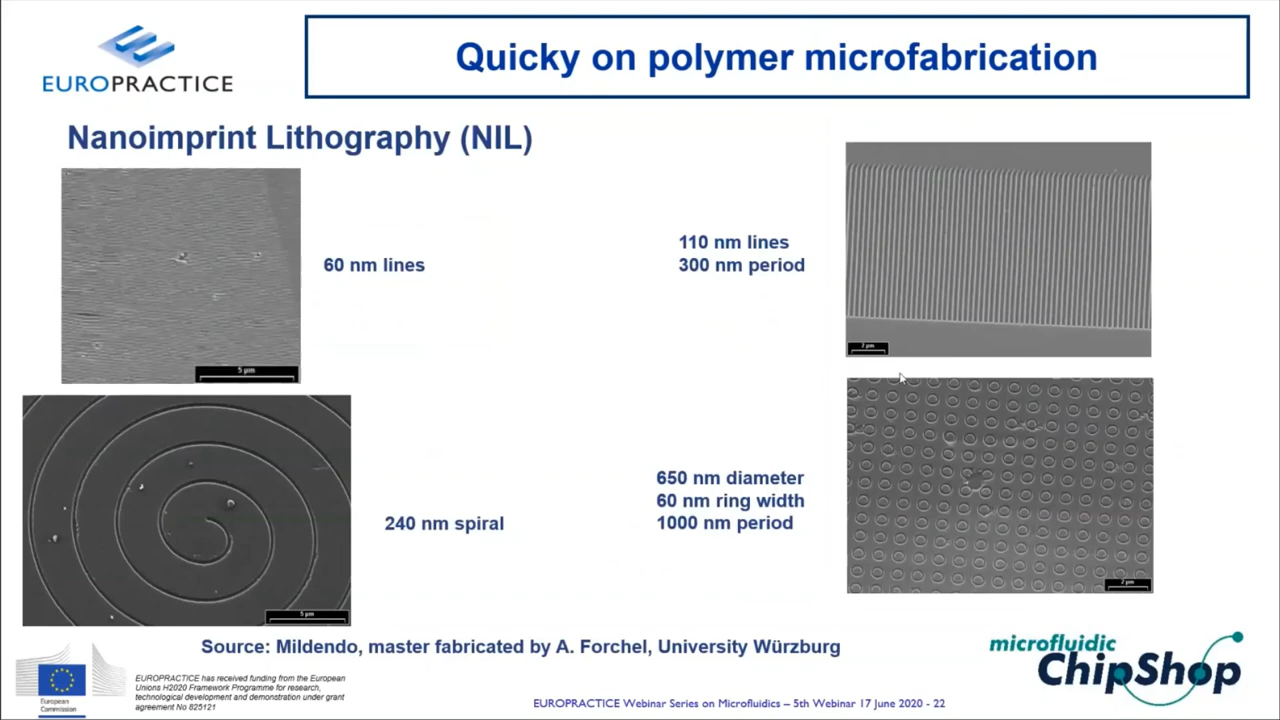 EUROPRACTICE
Quicky on polymer microfabrication
Nanoimprint Lithography (NIL)
60 nm lines
5 µm
110 nm lines
300 nm period
2 µm
240 nm spiral
5 µm
650 nm diameter
60 nm ring width
1000 nm period
2 µm
Source: Mildendo, master fabricated by A. Forchel, University Würzburg
European
Commission
EUROPRACTICE has received funding from the European
Unions H2020 Framework Programme for research,
technological development and demonstration under grant
agreement No 825121
EUROPRACTICE Webinar Series on Microfluidics – 5th Webinar 17 June 2020 - 22
microfluidic
ChipShop